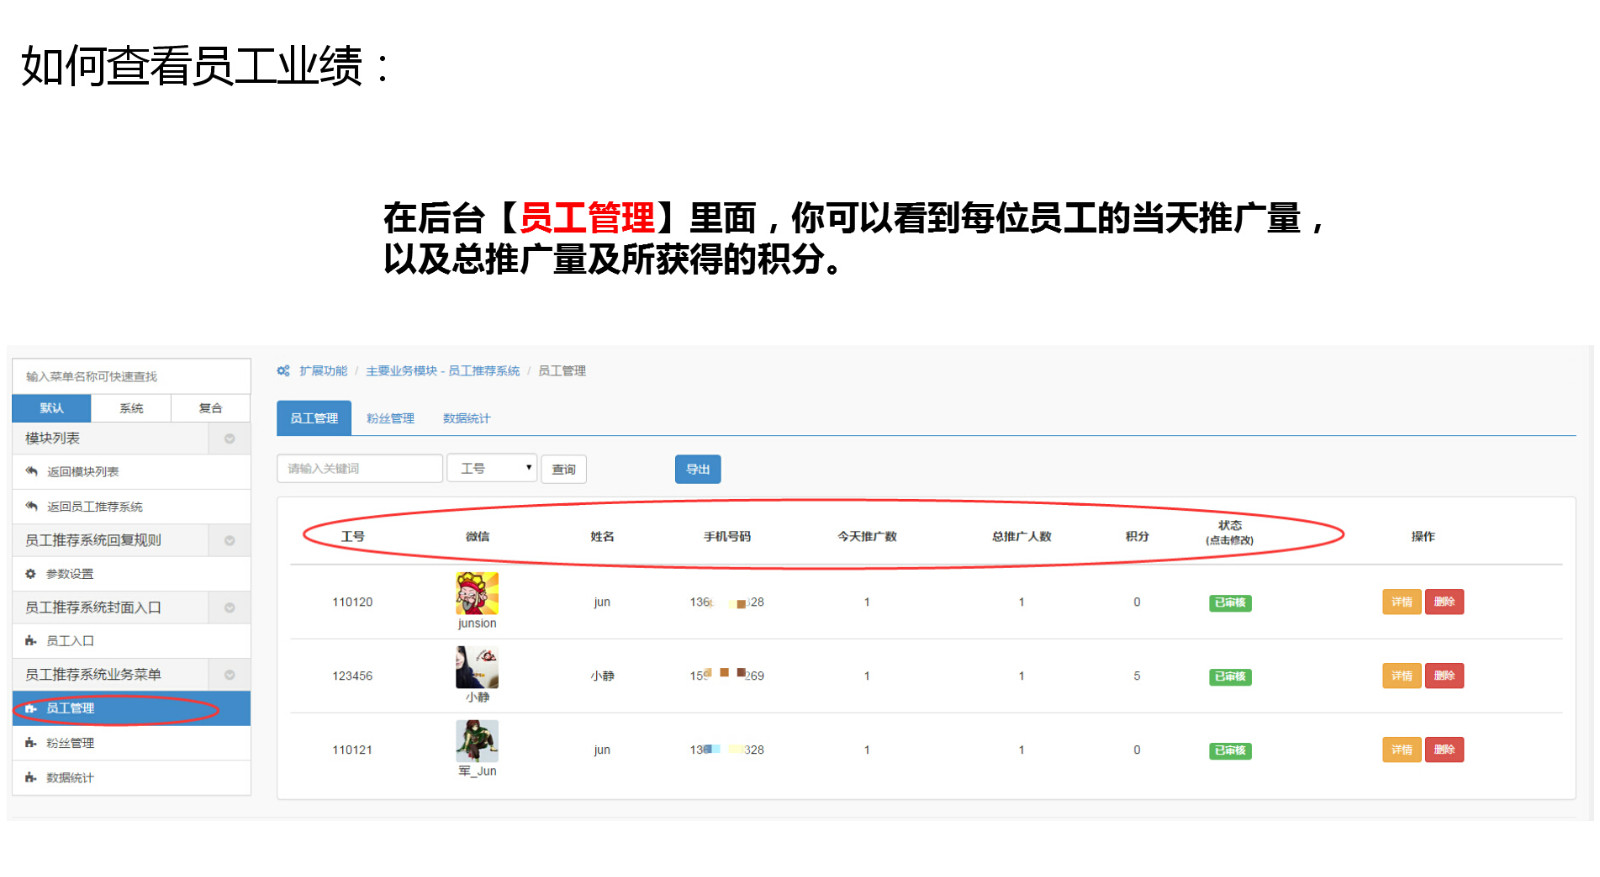 如何查看员工业绩：
在后台【员工管理】里面，你可以看到每位员工的当天推广量，
以及总推广量及所获得的积分。
输入菜单名称可快速查找
默认 系统 复合
模块列表
返回模块列表
返回员工推荐系统
员工推荐系统回复规则
参数设置
员工推荐系统封面入口
员工入口
员工推荐系统业务菜单
员工管理
粉丝管理
数据统计
扩展功能 / 主要业务模块 - 员工推荐系统 / 员工管理
员工管理 粉丝管理 数据统计
请输入关键词 工号 查询 导出
工号 微信 姓名 手机号码 今天推广数 总推广人数 积分 状态 操作
(点击修改)
110120 jun 136 28 1 1 0 已审核 详情 删除
junsion
123456 小静 15 269 1 1 5 已审核 详情 删除
小静
110121 jun 13 328 1 1 0 已审核 详情 删除
军_Jun